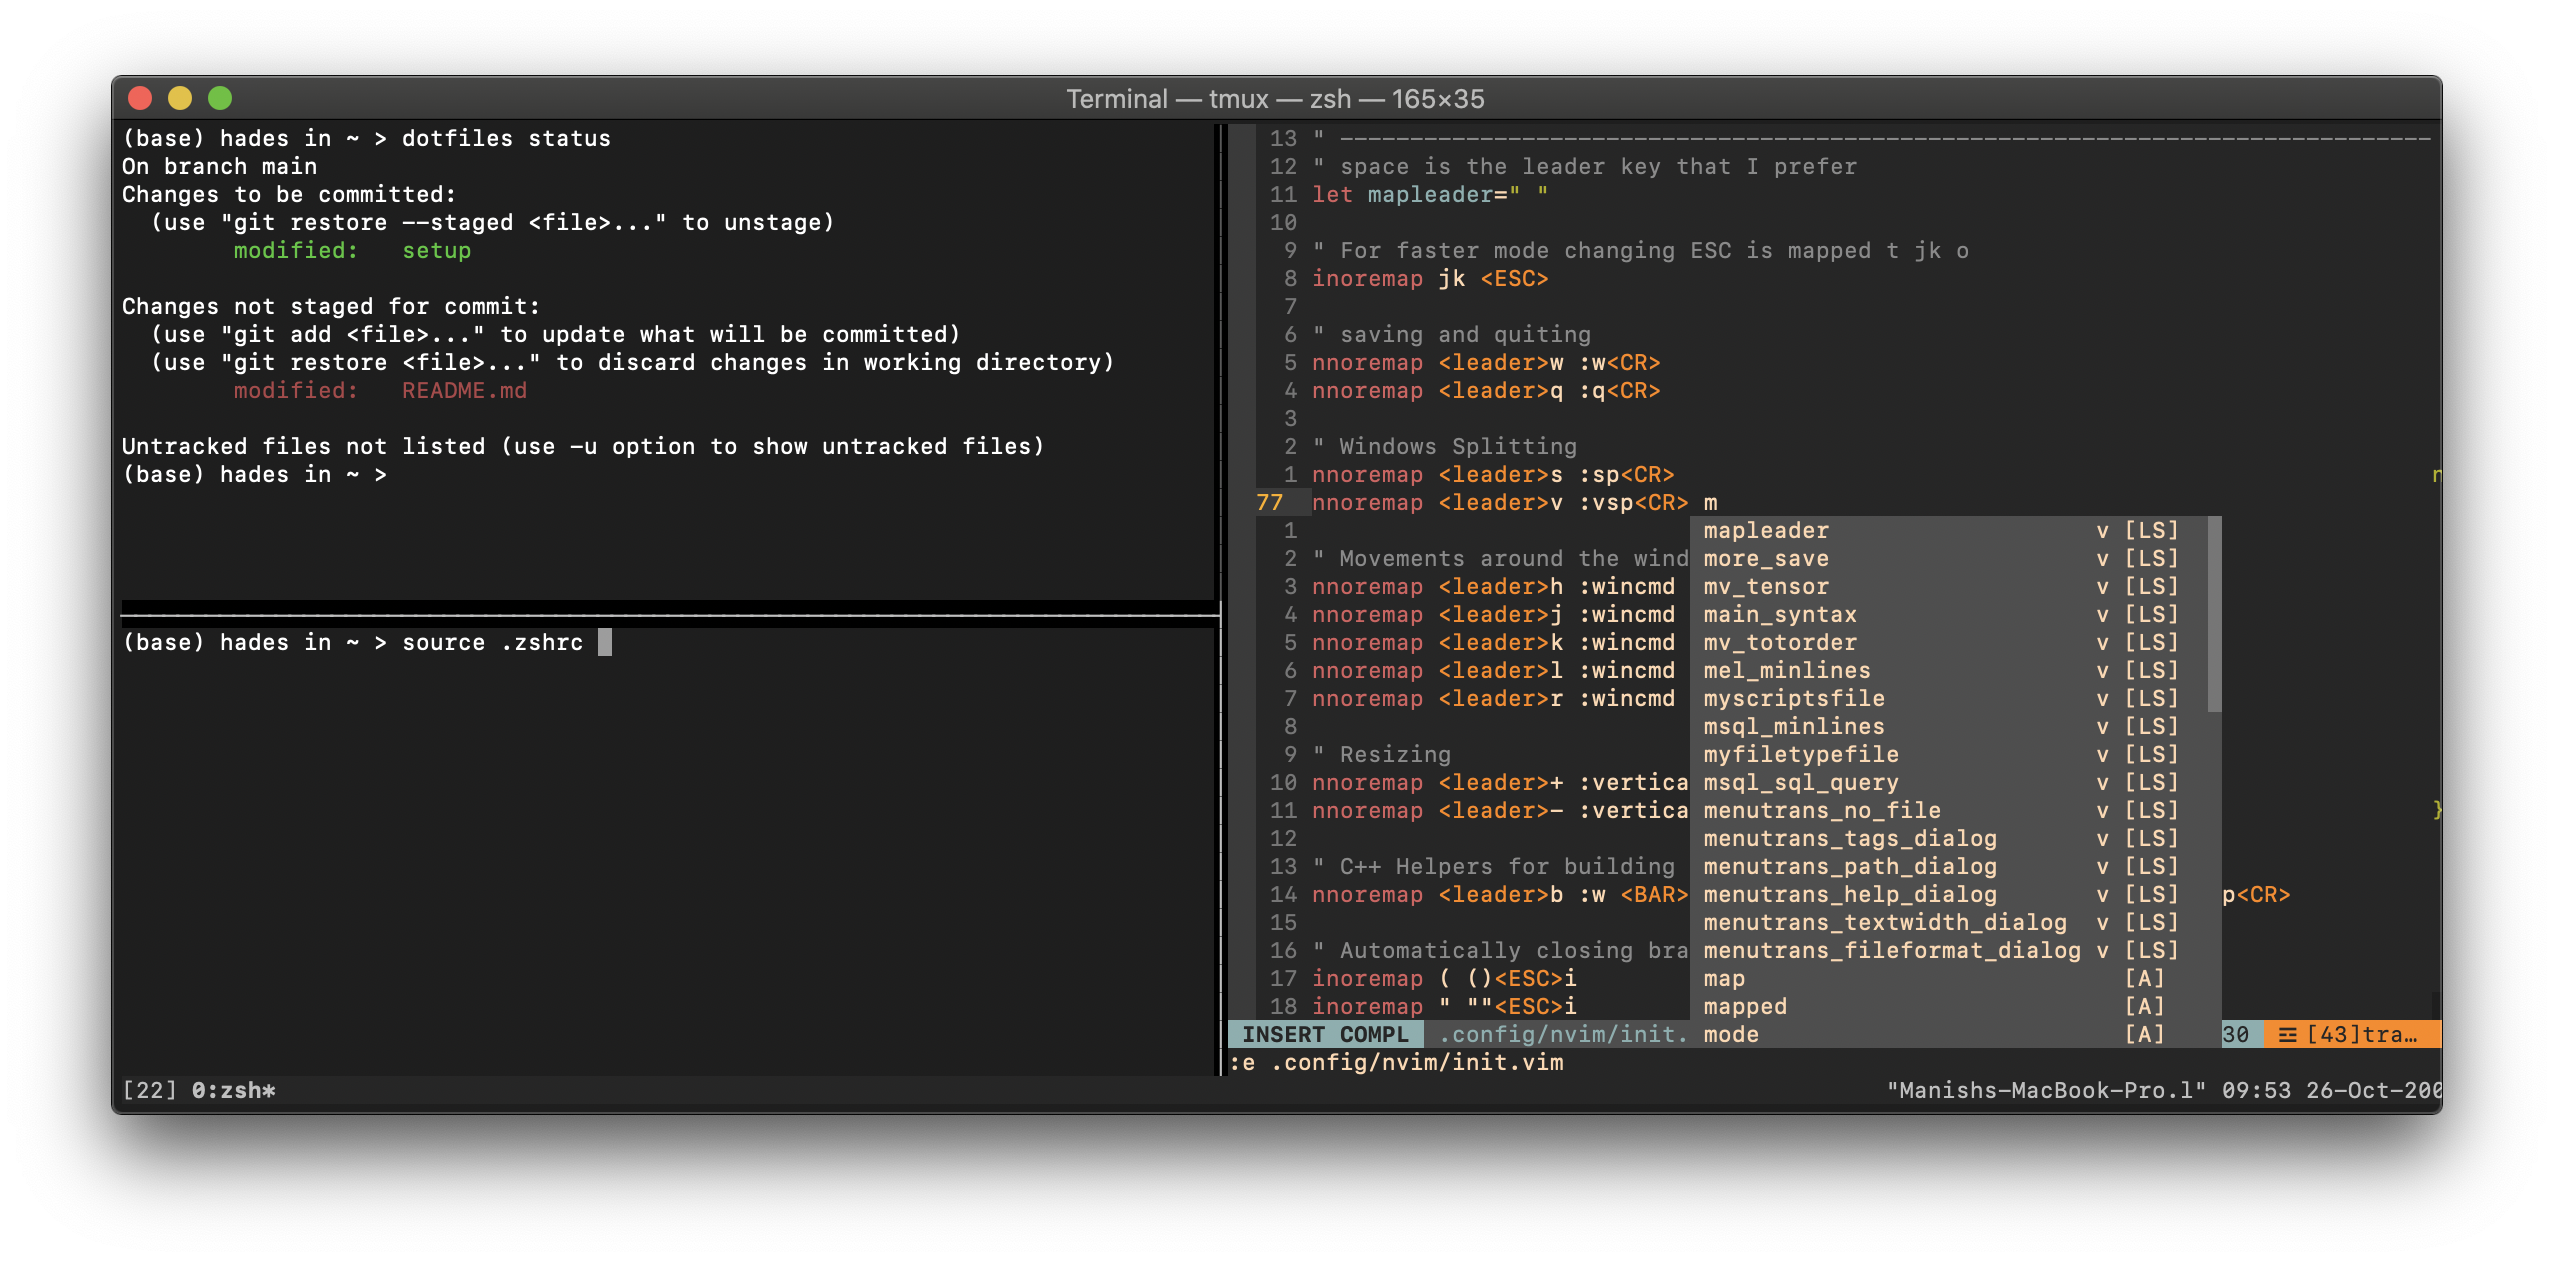 Terminal — tmux — zsh — 165×35
(base) hades in ~ > dotfiles status
On branch main
Changes to be committed:
  (use "git restore --staged <file>..." to unstage)
        modified:   setup

Changes not staged for commit:
  (use "git add <file>..." to update what will be committed)
  (use "git restore <file>..." to discard changes in working directory)
        modified:   README.md

Untracked files not listed (use -u option to show untracked files)
(base) hades in ~ >
(base) hades in ~ > source .zshrc
13 " ------------------------------------------------------------------------------
12 " space is the leader key that I prefer
11 let mapleader=" "
10
9 " For faster mode changing ESC is mapped t jk o
8 inoremap jk <ESC>
7
6 " saving and quiting
5 nnoremap <leader>w :w<CR>
4 nnoremap <leader>q :q<CR>
3
2 " Windows Splitting
1 nnoremap <leader>s :sp<CR>
77 nnoremap <leader>v :vsp<CR> m
1 mapleader v [LS]
2 " Movements around the wind more_save v [LS]
3 nnoremap <leader>h :wincmd mv_tensor v [LS]
4 nnoremap <leader>j :wincmd main_syntax v [LS]
5 nnoremap <leader>k :wincmd mv_totorder v [LS]
6 nnoremap <leader>l :wincmd mel_minlines v [LS]
7 nnoremap <leader>r :wincmd myscriptsfile v [LS]
8 msql_minlines v [LS]
9 " Resizing myfiletypefile v [LS]
10 nnoremap <leader>+ :vertica msql_sql_query v [LS]
11 nnoremap <leader>- :vertica menutrans_no_file v [LS] }
12 menutrans_tags_dialog v [LS]
13 " C++ Helpers for building menutrans_path_dialog v [LS]
14 nnoremap <leader>b :w <BAR> menutrans_help_dialog v [LS] p<CR>
15 menutrans_textwidth_dialog v [LS]
16 " Automatically closing bra menutrans_fileformat_dialog v [LS]
17 inoremap ( ()<ESC>i map [A]
18 inoremap " ""<ESC>i mapped [A]
INSERT COMPL .config/nvim/init. mode [A] 30 ☲ [43]tra…
:e .config/nvim/init.vim
[22] 0:zsh* "Manishs-MacBook-Pro.l" 09:53 26-Oct-200